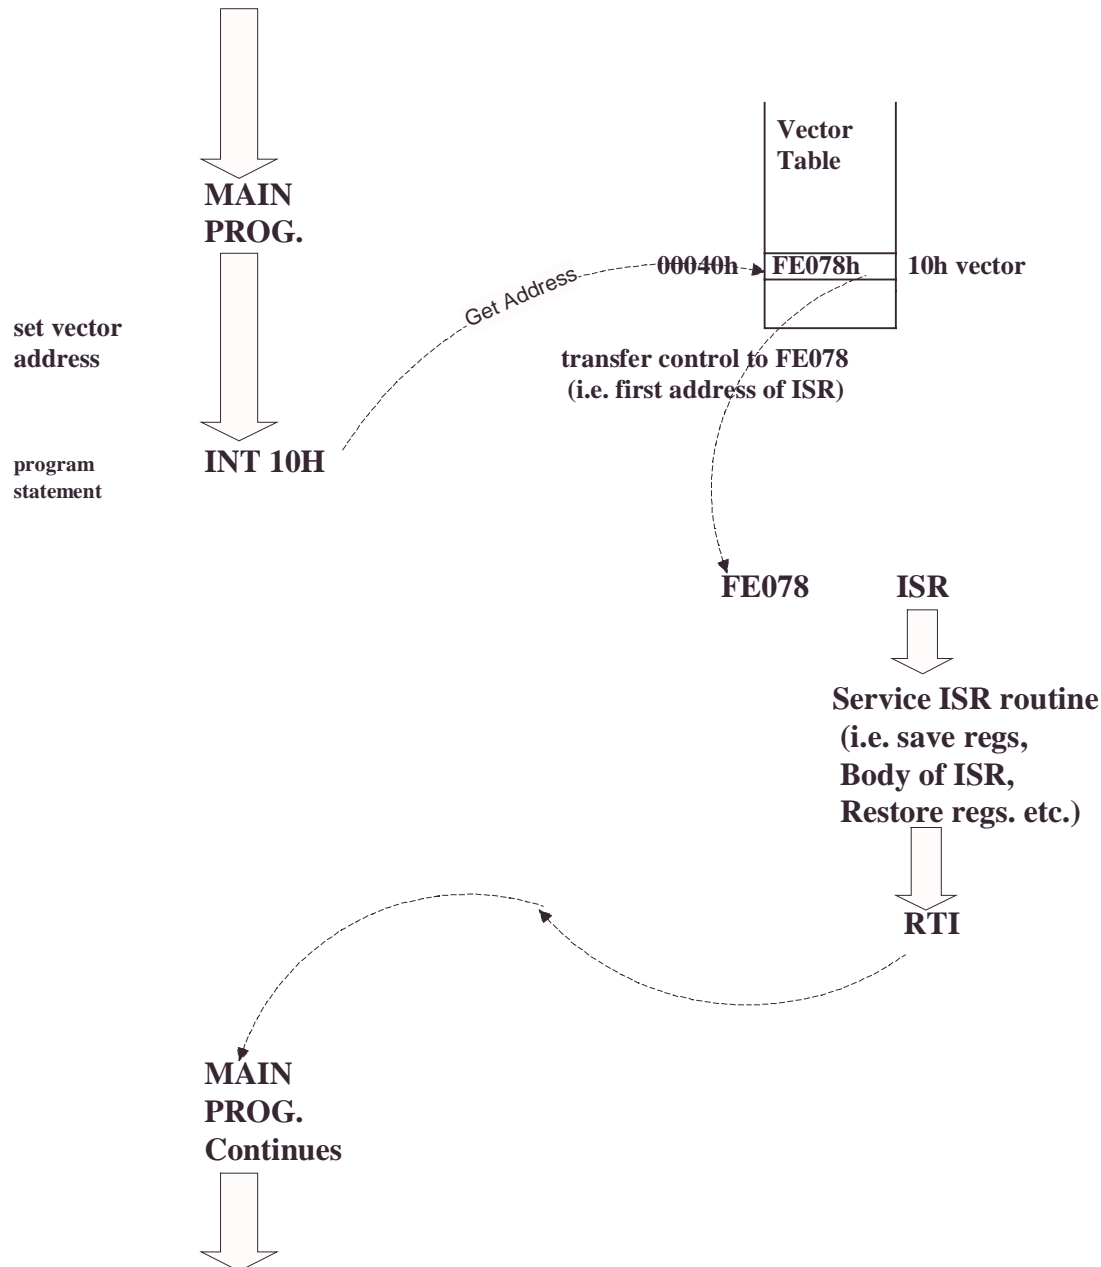 Vector
Table
MAIN
PROG.
00040h FE078h 10h vector
Get Address
set vector
address
transfer control to FE078
(i.e. first address of ISR)
INT 10H
program
statement
FE078 ISR
Service ISR routine
(i.e. save regs,
Body of ISR,
Restore regs. etc.)
RTI
MAIN
PROG.
Continues